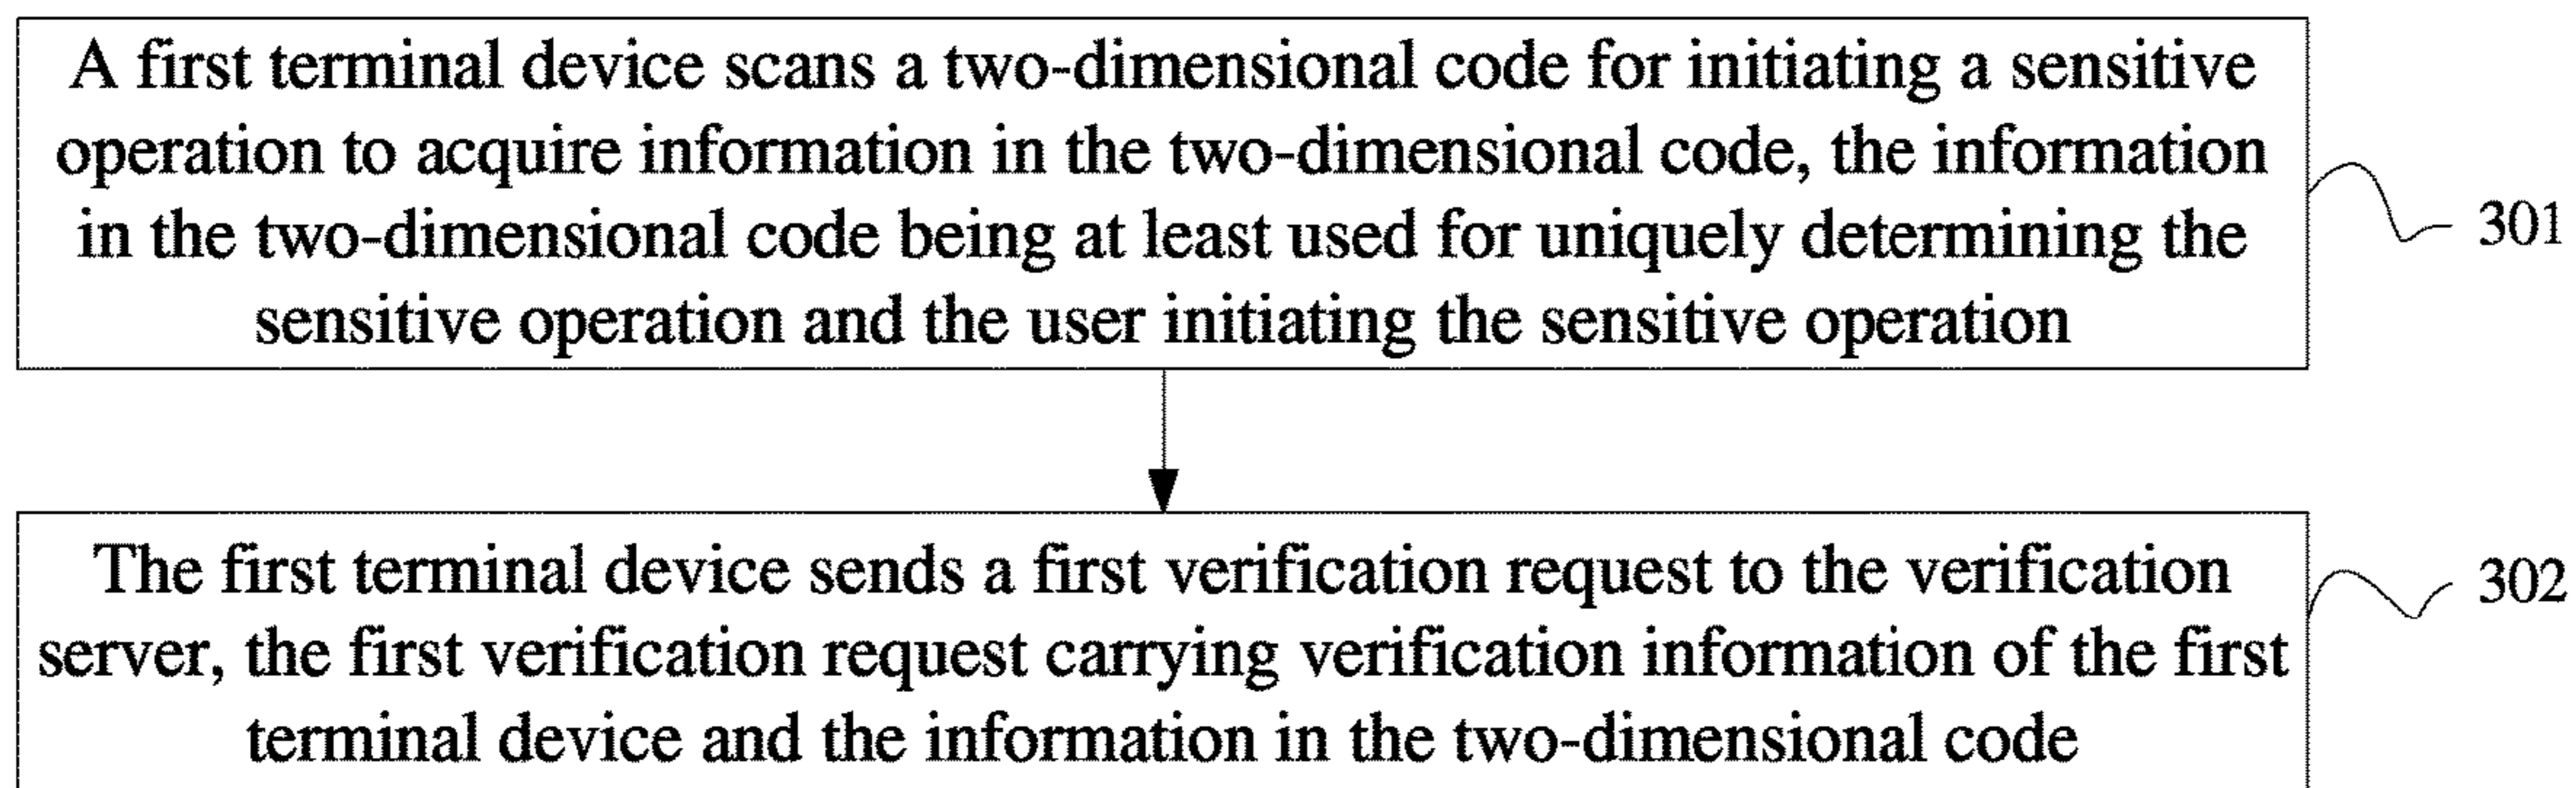 A first terminal device scans a two-dimensional code for initiating a sensitive
operation to acquire information in the two-dimensional code, the information
in the two-dimensional code being at least used for uniquely determining the
sensitive operation and the user initiating the sensitive operation
301
The first terminal device sends a first verification request to the verification
server, the first verification request carrying verification information of the first
terminal device and the information in the two-dimensional code
302